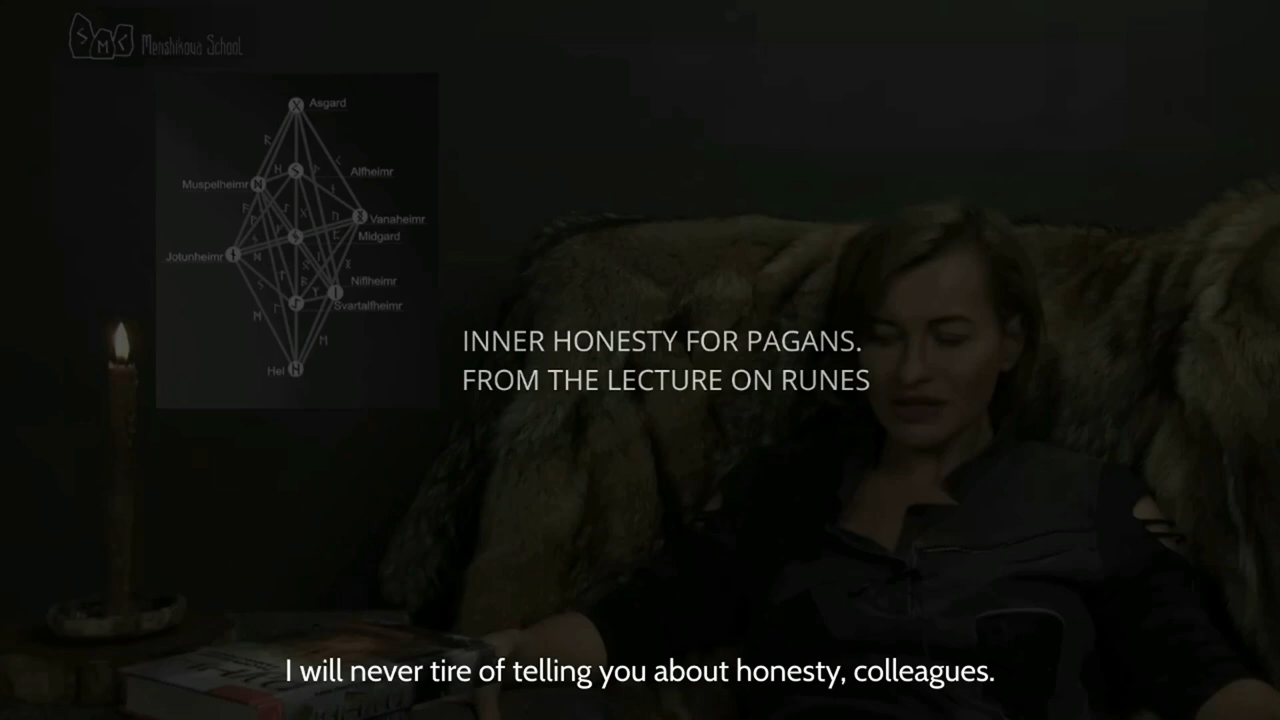 SMS Menshikova School
Asgard
Alfheimr
Muspelheimr
Vanaheimr
Midgard
Jotunheimr
Niflheimr
Svartalfheimr
Hel
INNER HONESTY FOR PAGANS.
FROM THE LECTURE ON RUNES
I will never tire of telling you about honesty, colleagues.